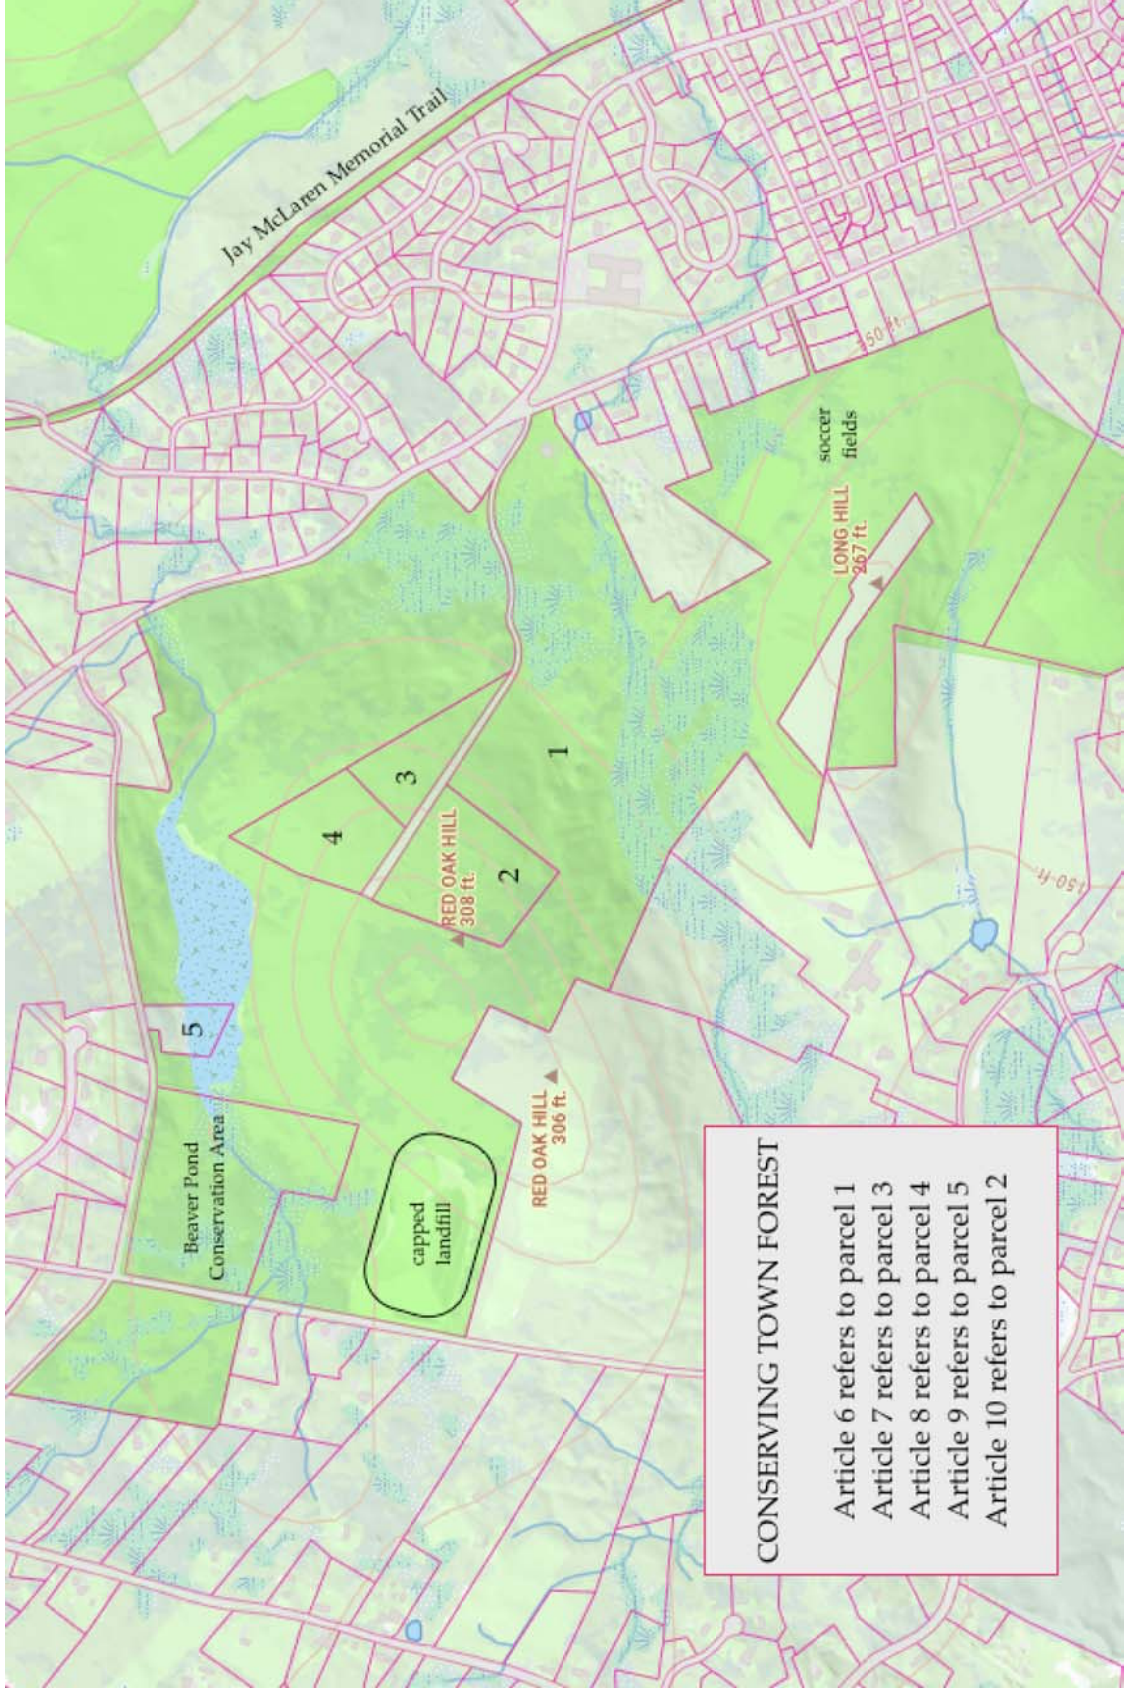 Jay McLaren Memorial Trail
150 ft.
soccer
fields
LONG HILL
267 ft.
1
3
4
RED OAK HILL
308 ft.
2
5
150 ft.
Beaver Pond
Conservation Area
RED OAK HILL
306 ft.
capped
landfill
CONSERVING TOWN FOREST
Article 6 refers to parcel 1
Article 7 refers to parcel 3
Article 8 refers to parcel 4
Article 9 refers to parcel 5
Article 10 refers to parcel 2
H